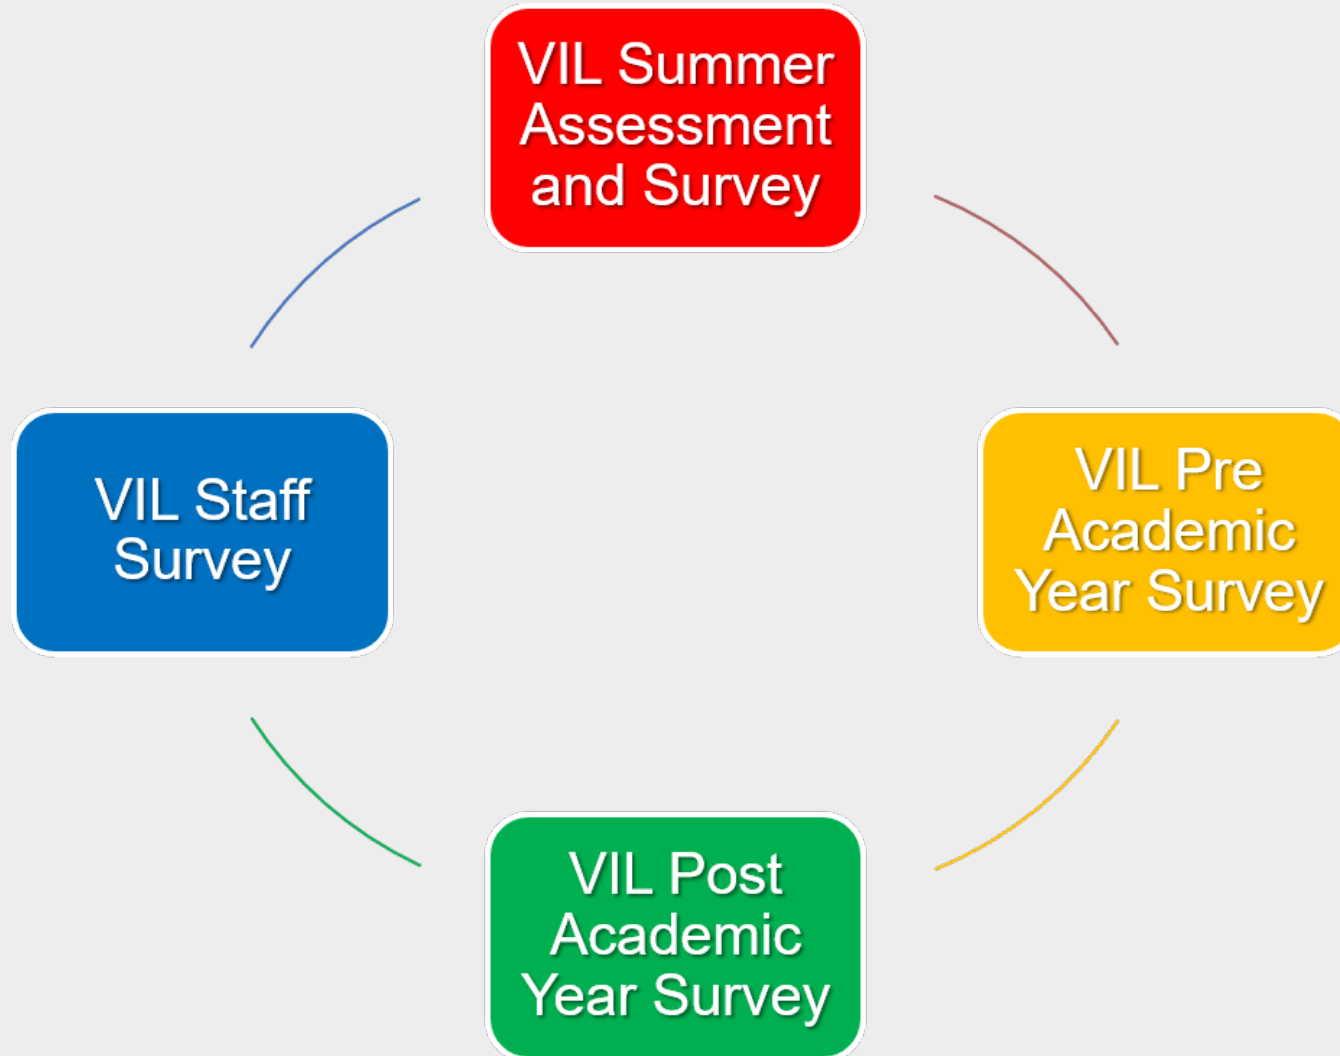 VIL Summer
Assessment
and Survey
VIL Staff
Survey
VIL Pre
Academic
Year Survey
VIL Post
Academic
Year Survey